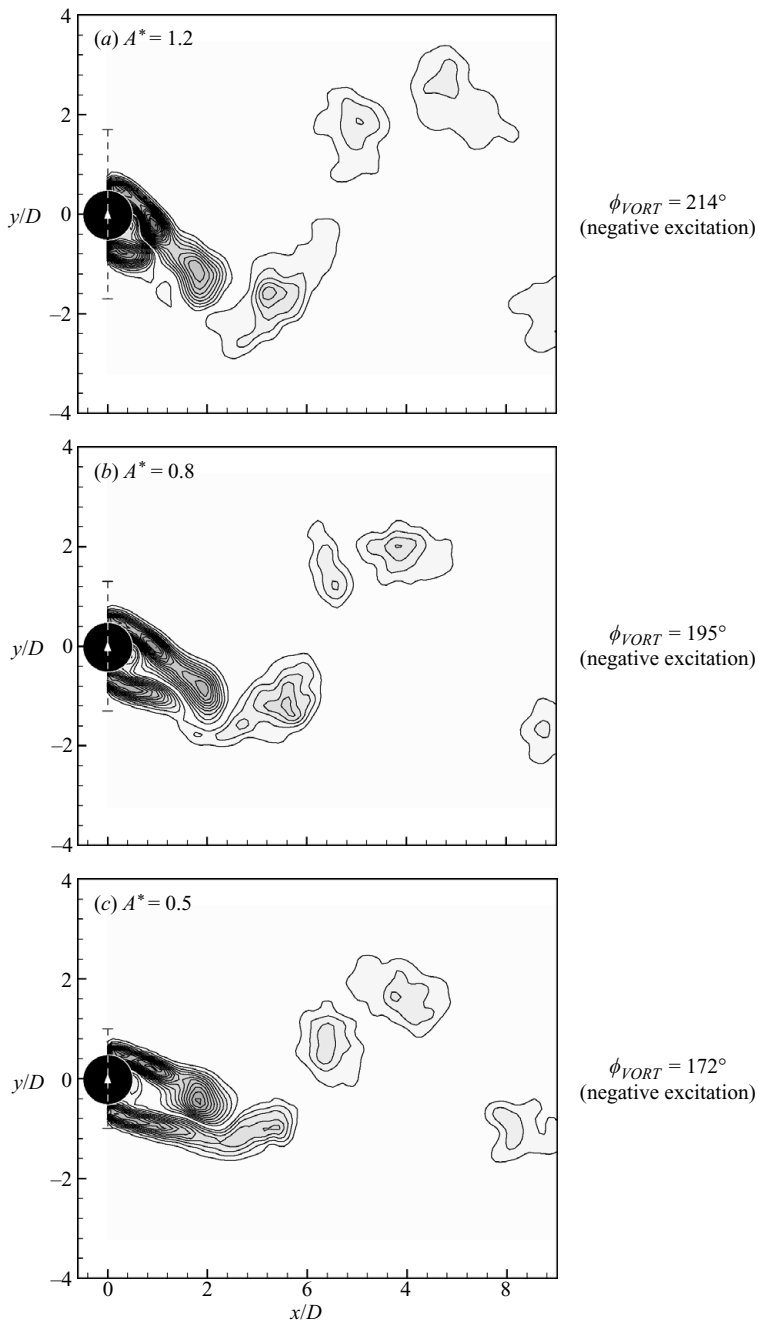 4
(a) A* = 1.2
2
y/D
0
–2
–4
ϕVORT = 214°
(negative excitation)
4
(b) A* = 0.8
2
y/D
0
–2
–4
ϕVORT = 195°
(negative excitation)
4
(c) A* = 0.5
2
y/D
0
–2
–4
ϕVORT = 172°
(negative excitation)
0 2 6 4 8
x/D